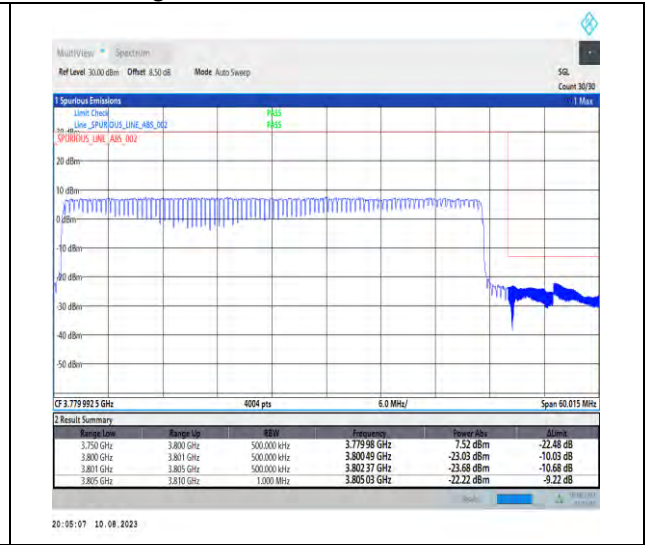 MultiView Spectrum
Ref Level 30.00 dBm Offset 8.50 dB Mode Auto Sweep SGL
Count 30/30
1 Spurious Emissions 1 Max
Limit Check PASS
Line _SPURIOUS_LINE_ABS_002 PASS
_SPURIOUS_LINE_ABS_002
20 dBm
10 dBm
0 dBm
-10 dBm
-20 dBm
-30 dBm
-40 dBm
-50 dBm
CF 3.779 992 5 GHz 4004 pts 6.0 MHz/ Span 60.015 MHz
2 Result Summary
Range Low Range Up RBW Frequency Power Abs ΔLimit
3.750 GHz 3.800 GHz 500.000 kHz 3.779 98 GHz 7.52 dBm -22.48 dB
3.800 GHz 3.801 GHz 500.000 kHz 3.800 49 GHz -23.03 dBm -10.03 dB
3.801 GHz 3.805 GHz 500.000 kHz 3.802 37 GHz -23.68 dBm -10.68 dB
3.805 GHz 3.810 GHz 1.000 MHz 3.805 03 GHz -22.22 dBm -9.22 dB
20:05:07 10.08.2023